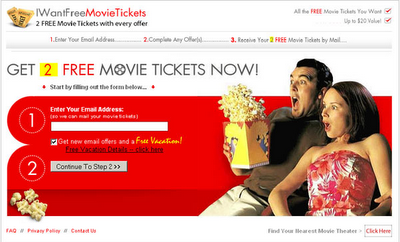 IWantFreeMovieTickets
2 FREE Movie Tickets with every offer
All the FREE Movie Tickets You Want
Up to $20 Value!
1.Enter Your Email Address 2.Complete Any Offer(s) 3. Receive Your 2 FREE Movie Tickets by Mail
GET 2 FREE MOVIE TICKETS NOW!
Start by filling out the form below...
1
Enter Your Email Address:
(so we can mail your movie tickets)
Get new email offers and a Free Vacation!
Free Vacation Details -- click here
2
Continue To Step 2 >>
FAQ // Privacy Policy // Contact Us
Find Your Nearest Movie Theater > Click Here